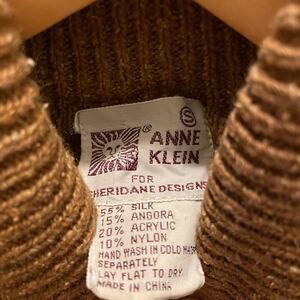 S
® ANNE
KLEIN
FOR
SHERIDANE DESIGNS
55% SILK
15% ANGORA
20% ACRYLIC
10% NYLON
HAND WASH IN COLD WATER
SEPARATELY
LAY FLAT TO DRY
MADE IN CHINA